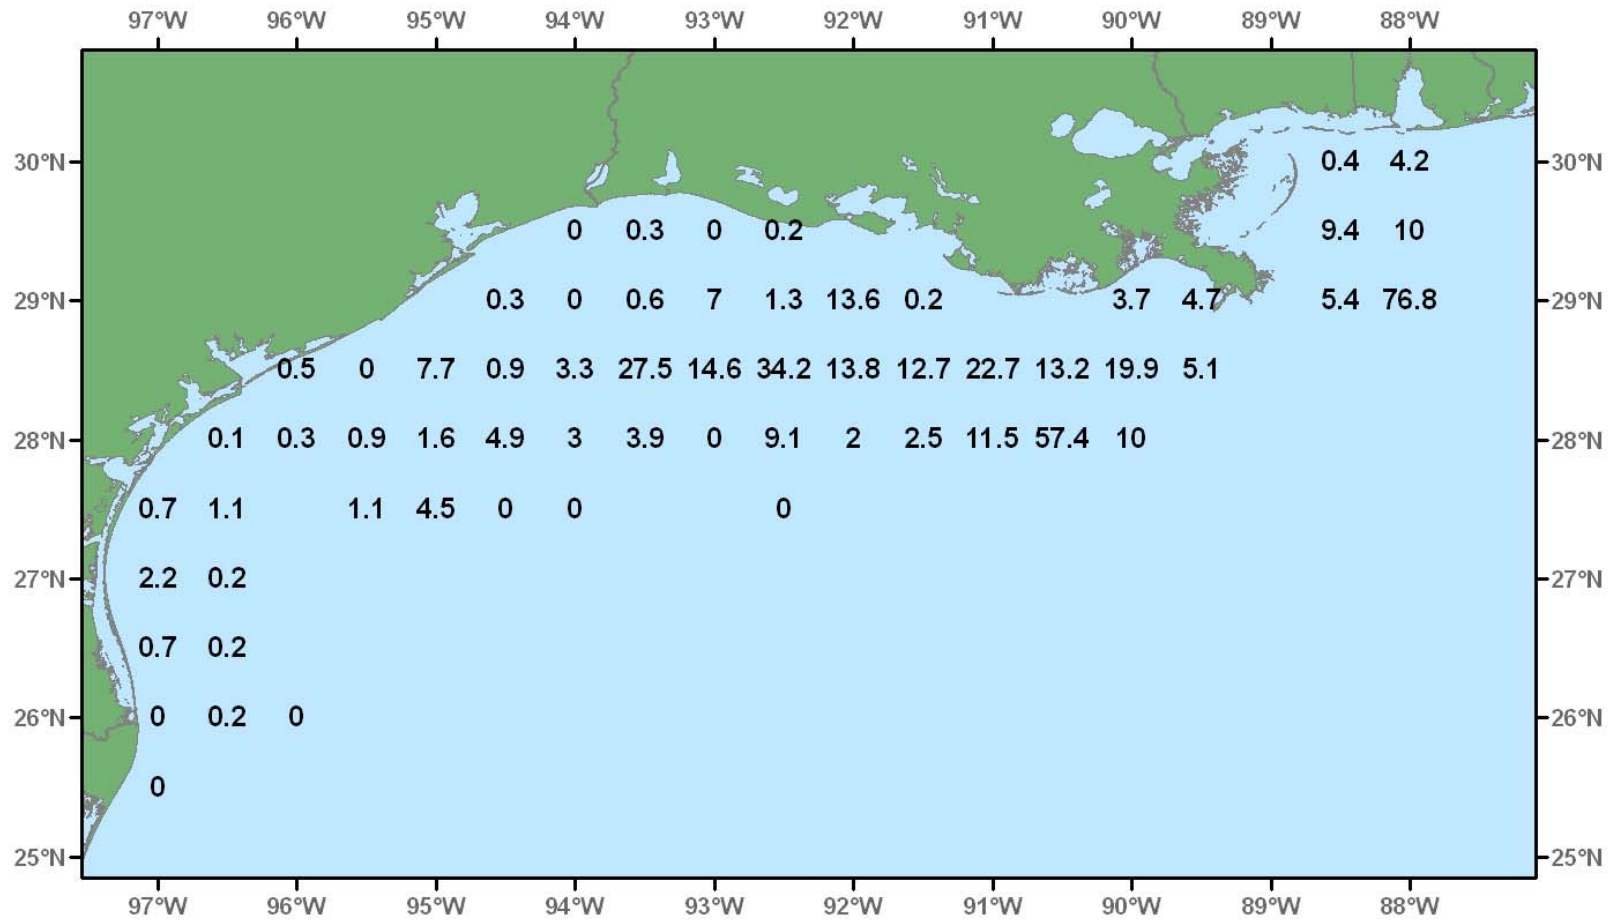 97°W 96°W 95°W 94°W 93°W 92°W 91°W 90°W 89°W 88°W
30°N 0.4 4.2 30°N
0 0.3 0 0.2 9.4 10
29°N 0.3 0 0.6 7 1.3 13.6 0.2 3.7 4.7 5.4 76.8 29°N
0.5 0 7.7 0.9 3.3 27.5 14.6 34.2 13.8 12.7 22.7 13.2 19.9 5.1
28°N 0.1 0.3 0.9 1.6 4.9 3 3.9 0 9.1 2 2.5 11.5 57.4 10 28°N
0.7 1.1 1.1 4.5 0 0 0
27°N 2.2 0.2 27°N
0.7 0.2
26°N 0 0.2 0 26°N
0
25°N 25°N
97°W 96°W 95°W 94°W 93°W 92°W 91°W 90°W 89°W 88°W